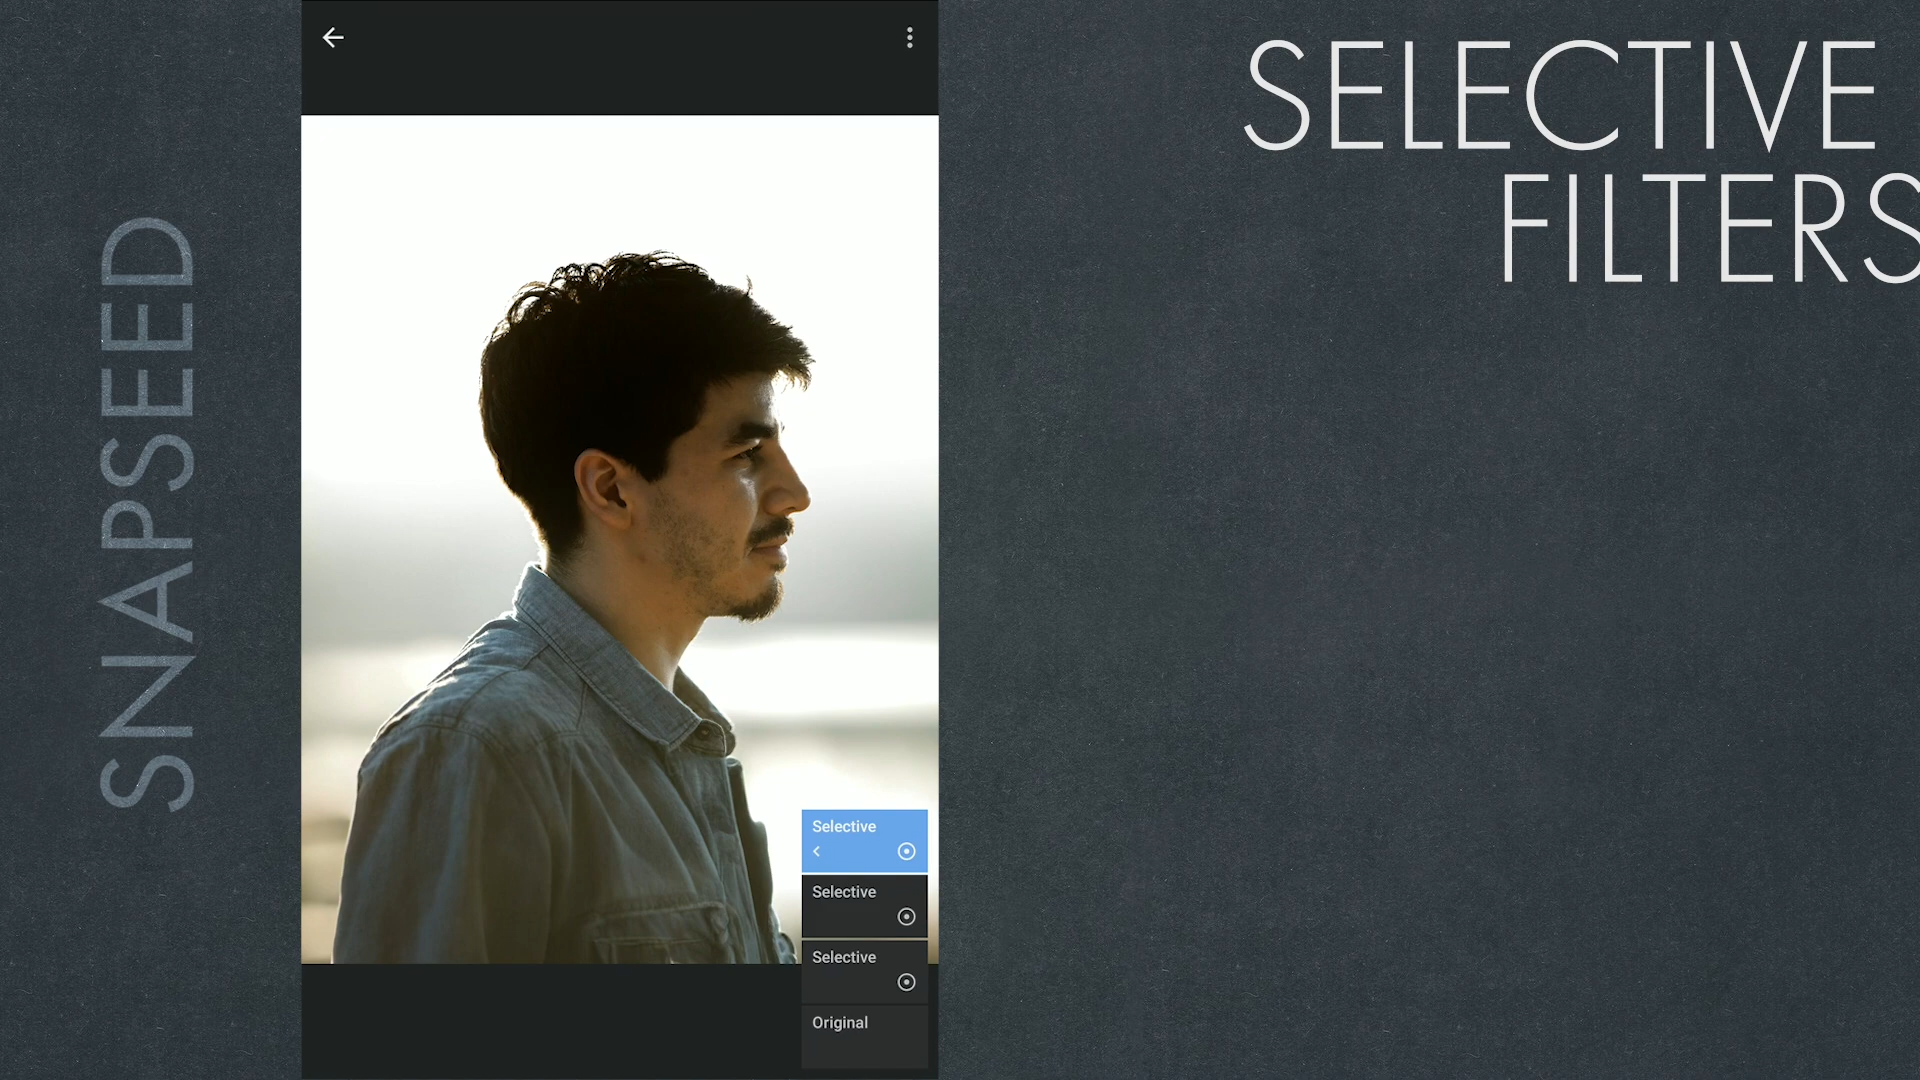 SNAPSEED
SELECTIVE
FILTERS
Selective
Selective
Selective
Original